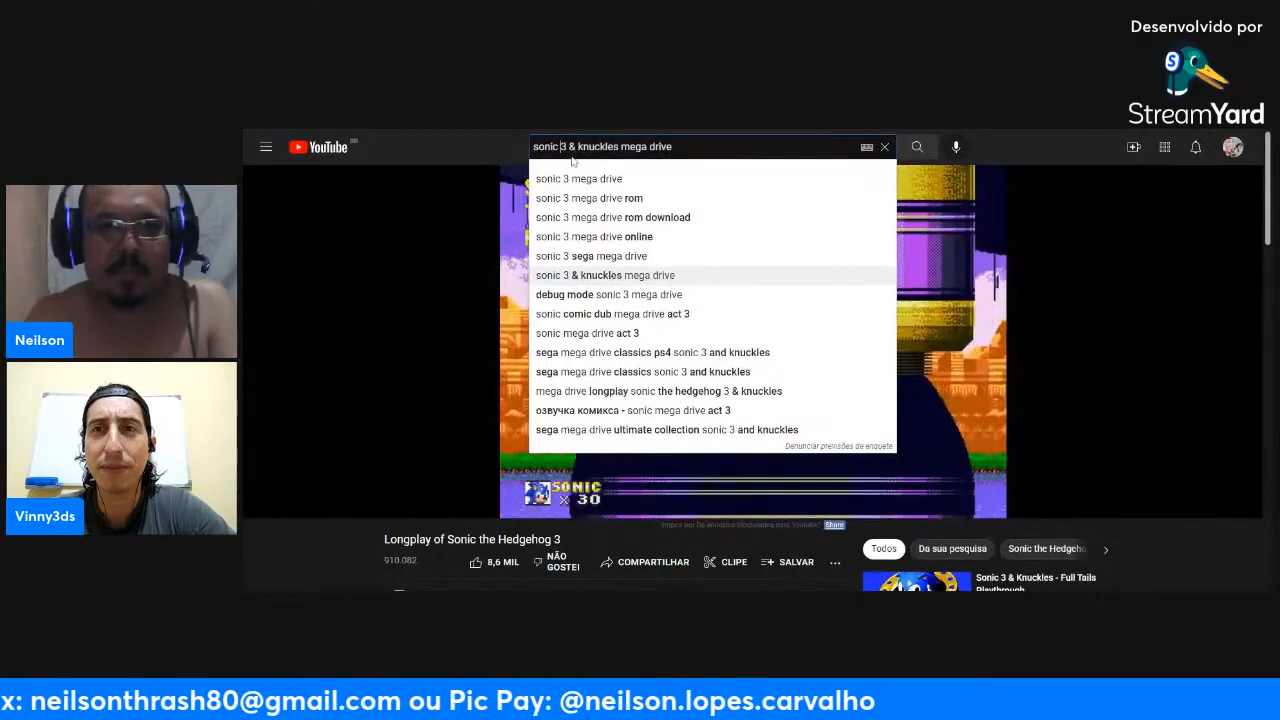 Desenvolvido por
S
StreamYard
YouTube BR
sonic 3 & knuckles mega drive
sonic 3 mega drive
sonic 3 mega drive rom
sonic 3 mega drive rom download
sonic 3 mega drive online
sonic 3 sega mega drive
sonic 3 & knuckles mega drive
debug mode sonic 3 mega drive
sonic comic dub mega drive act 3
sonic mega drive act 3
sega mega drive classics ps4 sonic 3 and knuckles
sega mega drive classics sonic 3 and knuckles
mega drive longplay sonic the hedgehog 3 & knuckles
озвучка комикса - sonic mega drive act 3
sega mega drive ultimate collection sonic 3 and knuckles
Denunciar previsões de enquete
Neilson
Vinny3ds
SONIC
× 30
Share
Longplay of Sonic the Hedgehog 3
910.082
8,6 MIL
NÃO GOSTEI
COMPARTILHAR
CLIPE
SALVAR
Todos
Da sua pesquisa
Sonic the Hedgeho
Sonic 3 & Knuckles - Full Tails
Playthrough
x: neilsonthrash80@gmail.com ou Pic Pay: @neilson.lopes.carvalho